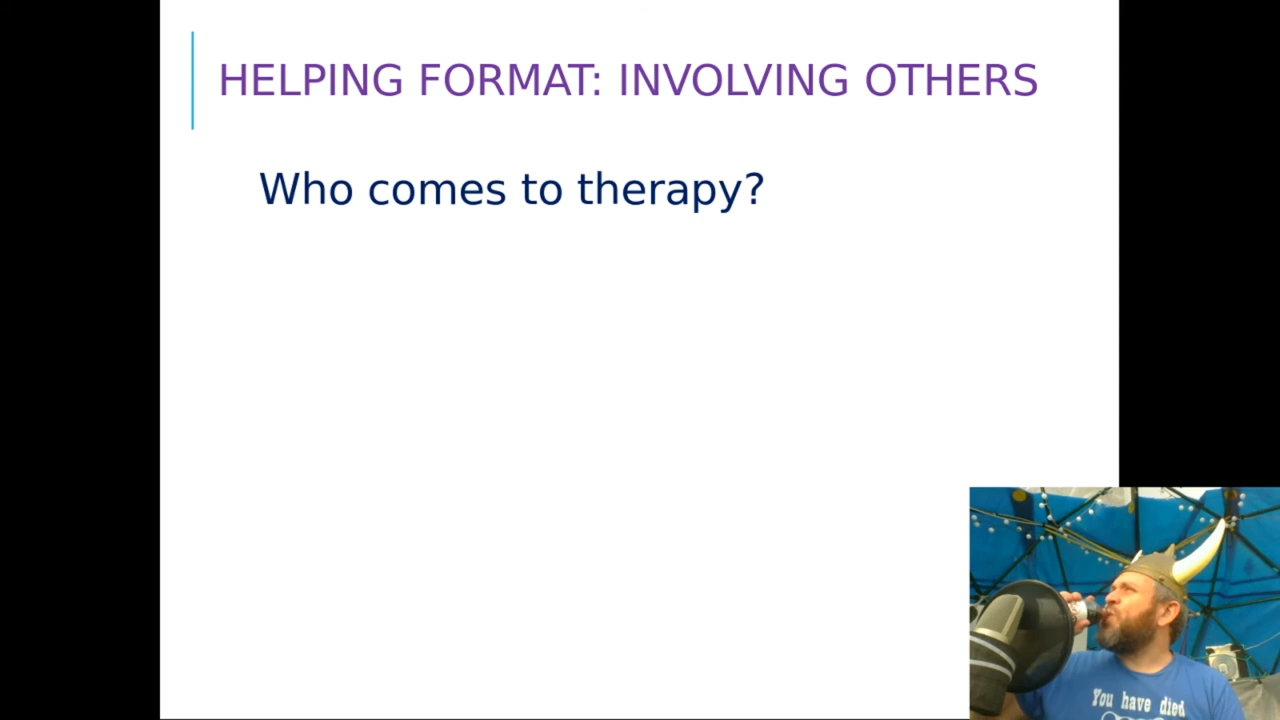 HELPING FORMAT: INVOLVING OTHERS
Who comes to therapy?
You have died